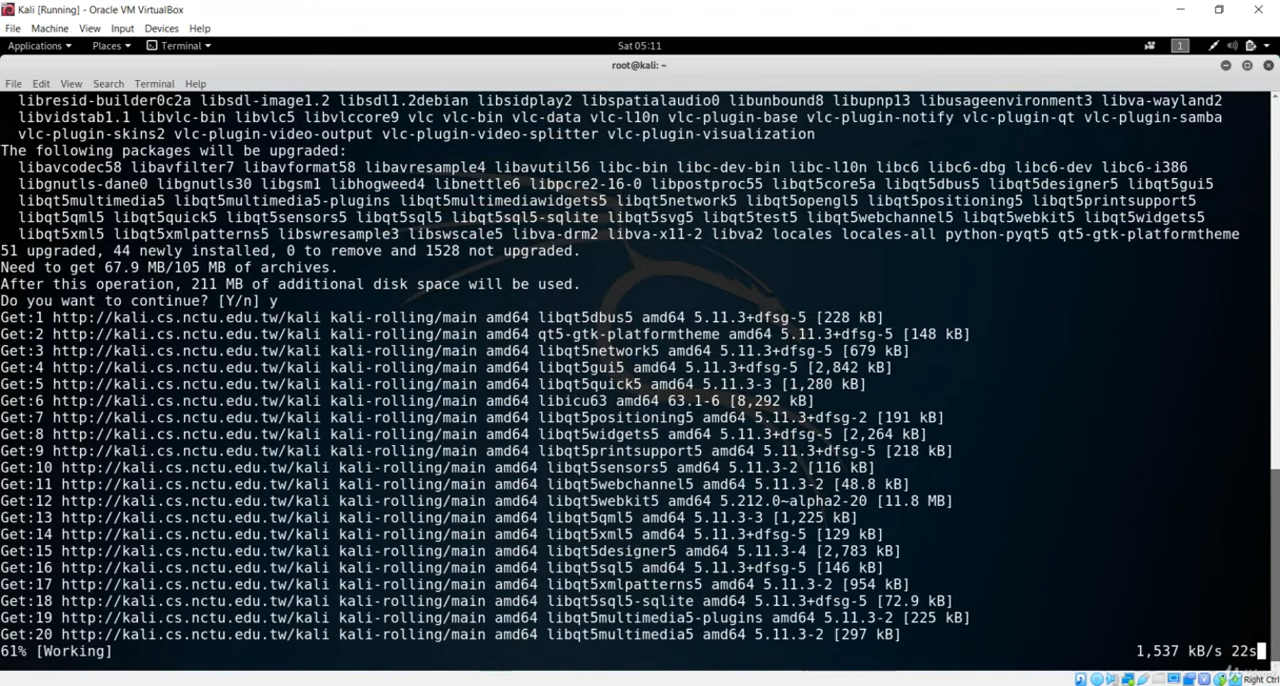 Kali [Running] - Oracle VM VirtualBox
File Machine View Input Devices Help
Applications Places Terminal Sat 05:11 1
root@kali: ~
File Edit View Search Terminal Help
libresid-builder0c2a libsdl-image1.2 libsdl1.2debian libsidplay2 libspatialaudio0 libunbound8 libupnp13 libusageenvironment3 libva-wayland2
libvidstab1.1 libvlc-bin libvlc5 libvlccore9 vlc vlc-bin vlc-data vlc-l10n vlc-plugin-base vlc-plugin-notify vlc-plugin-qt vlc-plugin-samba
vlc-plugin-skins2 vlc-plugin-video-output vlc-plugin-video-splitter vlc-plugin-visualization
The following packages will be upgraded:
libavcodec58 libavfilter7 libavformat58 libavresample4 libavutil56 libc-bin libc-dev-bin libc-l10n libc6 libc6-dbg libc6-dev libc6-i386
libgnutls-dane0 libgnutls30 libgsm1 libhogweed4 libnettle6 libpcre2-16-0 libpostproc55 libqt5core5a libqt5dbus5 libqt5designer5 libqt5gui5
libqt5multimedia5 libqt5multimedia5-plugins libqt5multimediawidgets5 libqt5network5 libqt5opengl5 libqt5positioning5 libqt5printsupport5
libqt5qml5 libqt5quick5 libqt5sensors5 libqt5sql5 libqt5sql5-sqlite libqt5svg5 libqt5test5 libqt5webchannel5 libqt5webkit5 libqt5widgets5
libqt5xml5 libqt5xmlpatterns5 libswresample3 libswscale5 libva-drm2 libva-x11-2 libva2 locales locales-all python-pyqt5 qt5-gtk-platformtheme
51 upgraded, 44 newly installed, 0 to remove and 1528 not upgraded.
Need to get 67.9 MB/105 MB of archives.
After this operation, 211 MB of additional disk space will be used.
Do you want to continue? [Y/n] y
Get:1 http://kali.cs.nctu.edu.tw/kali kali-rolling/main amd64 libqt5dbus5 amd64 5.11.3+dfsg-5 [228 kB]
Get:2 http://kali.cs.nctu.edu.tw/kali kali-rolling/main amd64 qt5-gtk-platformtheme amd64 5.11.3+dfsg-5 [148 kB]
Get:3 http://kali.cs.nctu.edu.tw/kali kali-rolling/main amd64 libqt5network5 amd64 5.11.3+dfsg-5 [679 kB]
Get:4 http://kali.cs.nctu.edu.tw/kali kali-rolling/main amd64 libqt5gui5 amd64 5.11.3+dfsg-5 [2,842 kB]
Get:5 http://kali.cs.nctu.edu.tw/kali kali-rolling/main amd64 libqt5quick5 amd64 5.11.3-3 [1,280 kB]
Get:6 http://kali.cs.nctu.edu.tw/kali kali-rolling/main amd64 libicu63 amd64 63.1-6 [8,292 kB]
Get:7 http://kali.cs.nctu.edu.tw/kali kali-rolling/main amd64 libqt5positioning5 amd64 5.11.3+dfsg-2 [191 kB]
Get:8 http://kali.cs.nctu.edu.tw/kali kali-rolling/main amd64 libqt5widgets5 amd64 5.11.3+dfsg-5 [2,264 kB]
Get:9 http://kali.cs.nctu.edu.tw/kali kali-rolling/main amd64 libqt5printsupport5 amd64 5.11.3+dfsg-5 [218 kB]
Get:10 http://kali.cs.nctu.edu.tw/kali kali-rolling/main amd64 libqt5sensors5 amd64 5.11.3-2 [116 kB]
Get:11 http://kali.cs.nctu.edu.tw/kali kali-rolling/main amd64 libqt5webchannel5 amd64 5.11.3-2 [48.8 kB]
Get:12 http://kali.cs.nctu.edu.tw/kali kali-rolling/main amd64 libqt5webkit5 amd64 5.212.0~alpha2-20 [11.8 MB]
Get:13 http://kali.cs.nctu.edu.tw/kali kali-rolling/main amd64 libqt5qml5 amd64 5.11.3-3 [1,225 kB]
Get:14 http://kali.cs.nctu.edu.tw/kali kali-rolling/main amd64 libqt5xml5 amd64 5.11.3+dfsg-5 [129 kB]
Get:15 http://kali.cs.nctu.edu.tw/kali kali-rolling/main amd64 libqt5designer5 amd64 5.11.3-4 [2,783 kB]
Get:16 http://kali.cs.nctu.edu.tw/kali kali-rolling/main amd64 libqt5sql5 amd64 5.11.3+dfsg-5 [146 kB]
Get:17 http://kali.cs.nctu.edu.tw/kali kali-rolling/main amd64 libqt5xmlpatterns5 amd64 5.11.3-2 [954 kB]
Get:18 http://kali.cs.nctu.edu.tw/kali kali-rolling/main amd64 libqt5sql5-sqlite amd64 5.11.3+dfsg-5 [72.9 kB]
Get:19 http://kali.cs.nctu.edu.tw/kali kali-rolling/main amd64 libqt5multimedia5-plugins amd64 5.11.3-2 [225 kB]
Get:20 http://kali.cs.nctu.edu.tw/kali kali-rolling/main amd64 libqt5multimedia5 amd64 5.11.3-2 [297 kB]
61% [Working] 1,537 kB/s 22s
Right Ctrl